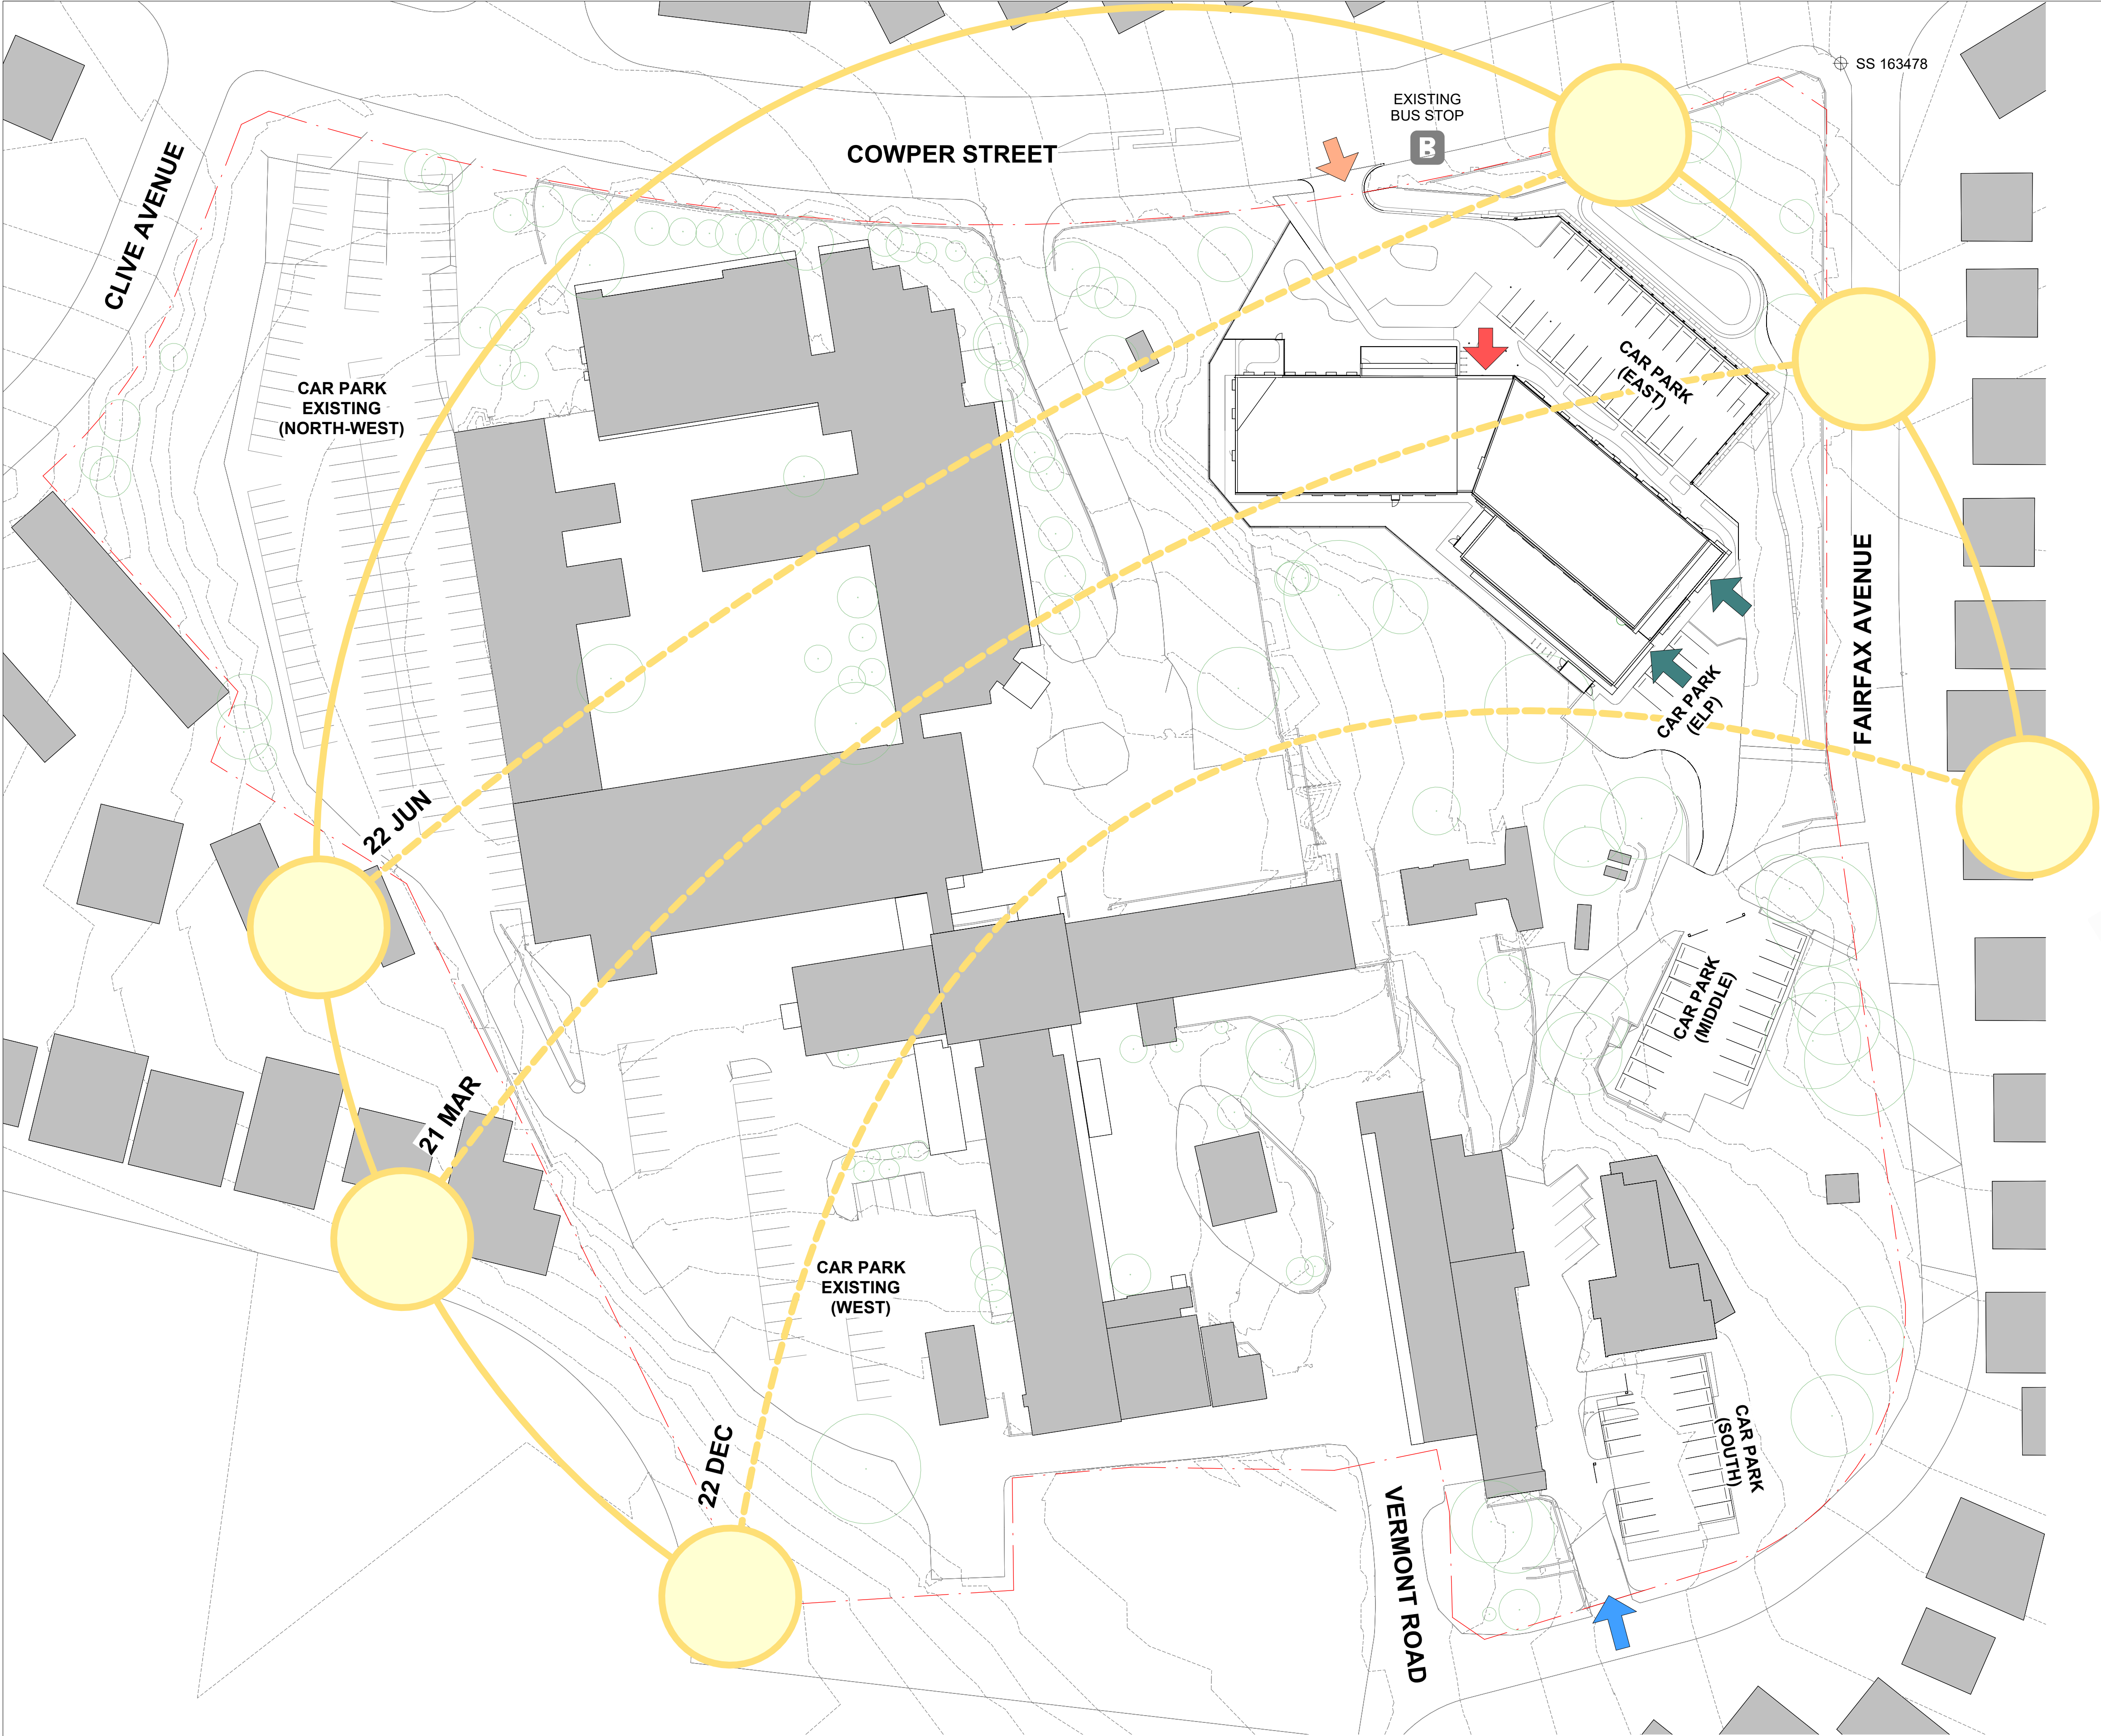 SS 163478
EXISTING
BUS STOP
B
COWPER STREET
CLIVE AVENUE
CAR PARK
EXISTING
(NORTH-WEST)
CAR PARK
(EAST)
FAIRFAX AVENUE
CAR PARK
(ELP)
22 JUN
CAR PARK
(MIDDLE)
21 MAR
CAR PARK
EXISTING
(WEST)
22 DEC
CAR PARK
(SOUTH)
VERMONT ROAD